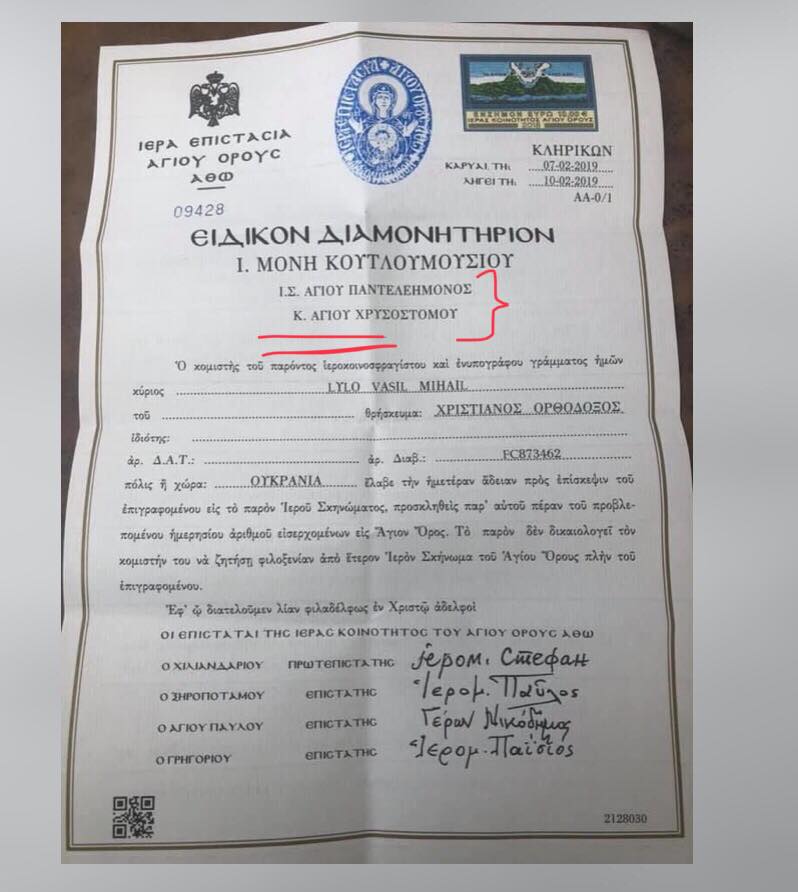 ΙΕΡΑ ΕΠΙΣΤΑΣΙΑ
ΑΓΙΟΥ ΟΡΟΥΣ
ΑΘΩ
09428
ΕΝΣΗΜΟΝ ΕΥΡΩ 10,00 €
ΙΕΡΑΣ ΚΟΙΝΟΤΗΤΟΣ ΑΓΙΟΥ ΟΡΟΥΣ
2018
ΚΛΗΡΙΚΩΝ
ΚΑΡΥΑΙ, ΤΗ: 07-02-2019
ΛΗΓΕΙ ΤΗ: 10-02-2019
ΑΑ-0/1
ΕΙΔΙΚΟΝ ΔΙΑΜΟΝΗΤΗΡΙΟΝ
Ι. ΜΟΝΗ ΚΟΥΤΛΟΥΜΟΥΣΙΟΥ
Ι.Σ. ΑΓΙΟΥ ΠΑΝΤΕΛΕΗΜΟΝΟΣ
Κ. ΑΓΙΟΥ ΧΡΥΣΟΣΤΟΜΟΥ
Ὁ κομιστὴς τοῦ παρόντος ἱεροκοινοσφραγίστου καὶ ἐνυπογράφου γράμματος ἡμῶν
κύριος LYLO VASIL MIHAIL
τοῦ θρήσκευμα: ΧΡΙΣΤΙΑΝΟΣ ΟΡΘΟΔΟΞΟΣ
ἰδιότης:
ἀρ. Δ.Α.Τ.: ἀρ. Διαβ.: FC873462
πόλις ἢ χώρα: ΟΥΚΡΑΝΙΑ ἔλαβε τὴν ἡμετέραν ἄδειαν πρὸς ἐπίσκεψιν τοῦ
ἐπιγραφομένου εἰς τὸ παρὸν Ἱεροῦ Σκηνώματος, προσκληθεὶς παρ' αὐτοῦ πέραν τοῦ προβλε-
πομένου ἡμερησίου ἀριθμοῦ εἰσερχομένων εἰς Ἅγιον Ὄρος. Τὸ παρὸν δὲν δικαιολογεῖ τὸν
κομιστήν του νὰ ζητήσῃ φιλοξενίαν ἀπὸ ἕτερον Ἱερὸν Σκήνωμα τοῦ Ἁγίου Ὄρους πλὴν τοῦ
ἐπιγραφομένου.
Ἐφ' ᾧ διατελοῦμεν λίαν φιλαδέλφως ἐν Χριστῷ ἀδελφοὶ
ΟΙ ΕΠΙΣΤΑΤΑΙ ΤΗΣ ΙΕΡΑΣ ΚΟΙΝΟΤΗΤΟΣ ΤΟΥ ΑΓΙΟΥ ΟΡΟΥΣ ΑΘΩ
Ο ΧΙΛΙΑΝΔΑΡΙΟΥ ΠΡΩΤΕΠΙΣΤΑΤΗΣ Ἱερομ. Стефан
Ο ΞΗΡΟΠΟΤΑΜΟΥ ΕΠΙΣΤΑΤΗΣ Ἱερομ. Παῦλος
Ο ΑΓΙΟΥ ΠΑΥΛΟΥ ΕΠΙΣΤΑΤΗΣ Γέρων Νικόδημος
Ο ΓΡΗΓΟΡΙΟΥ ΕΠΙΣΤΑΤΗΣ Ἱερομ. Παΐσιος
2128030